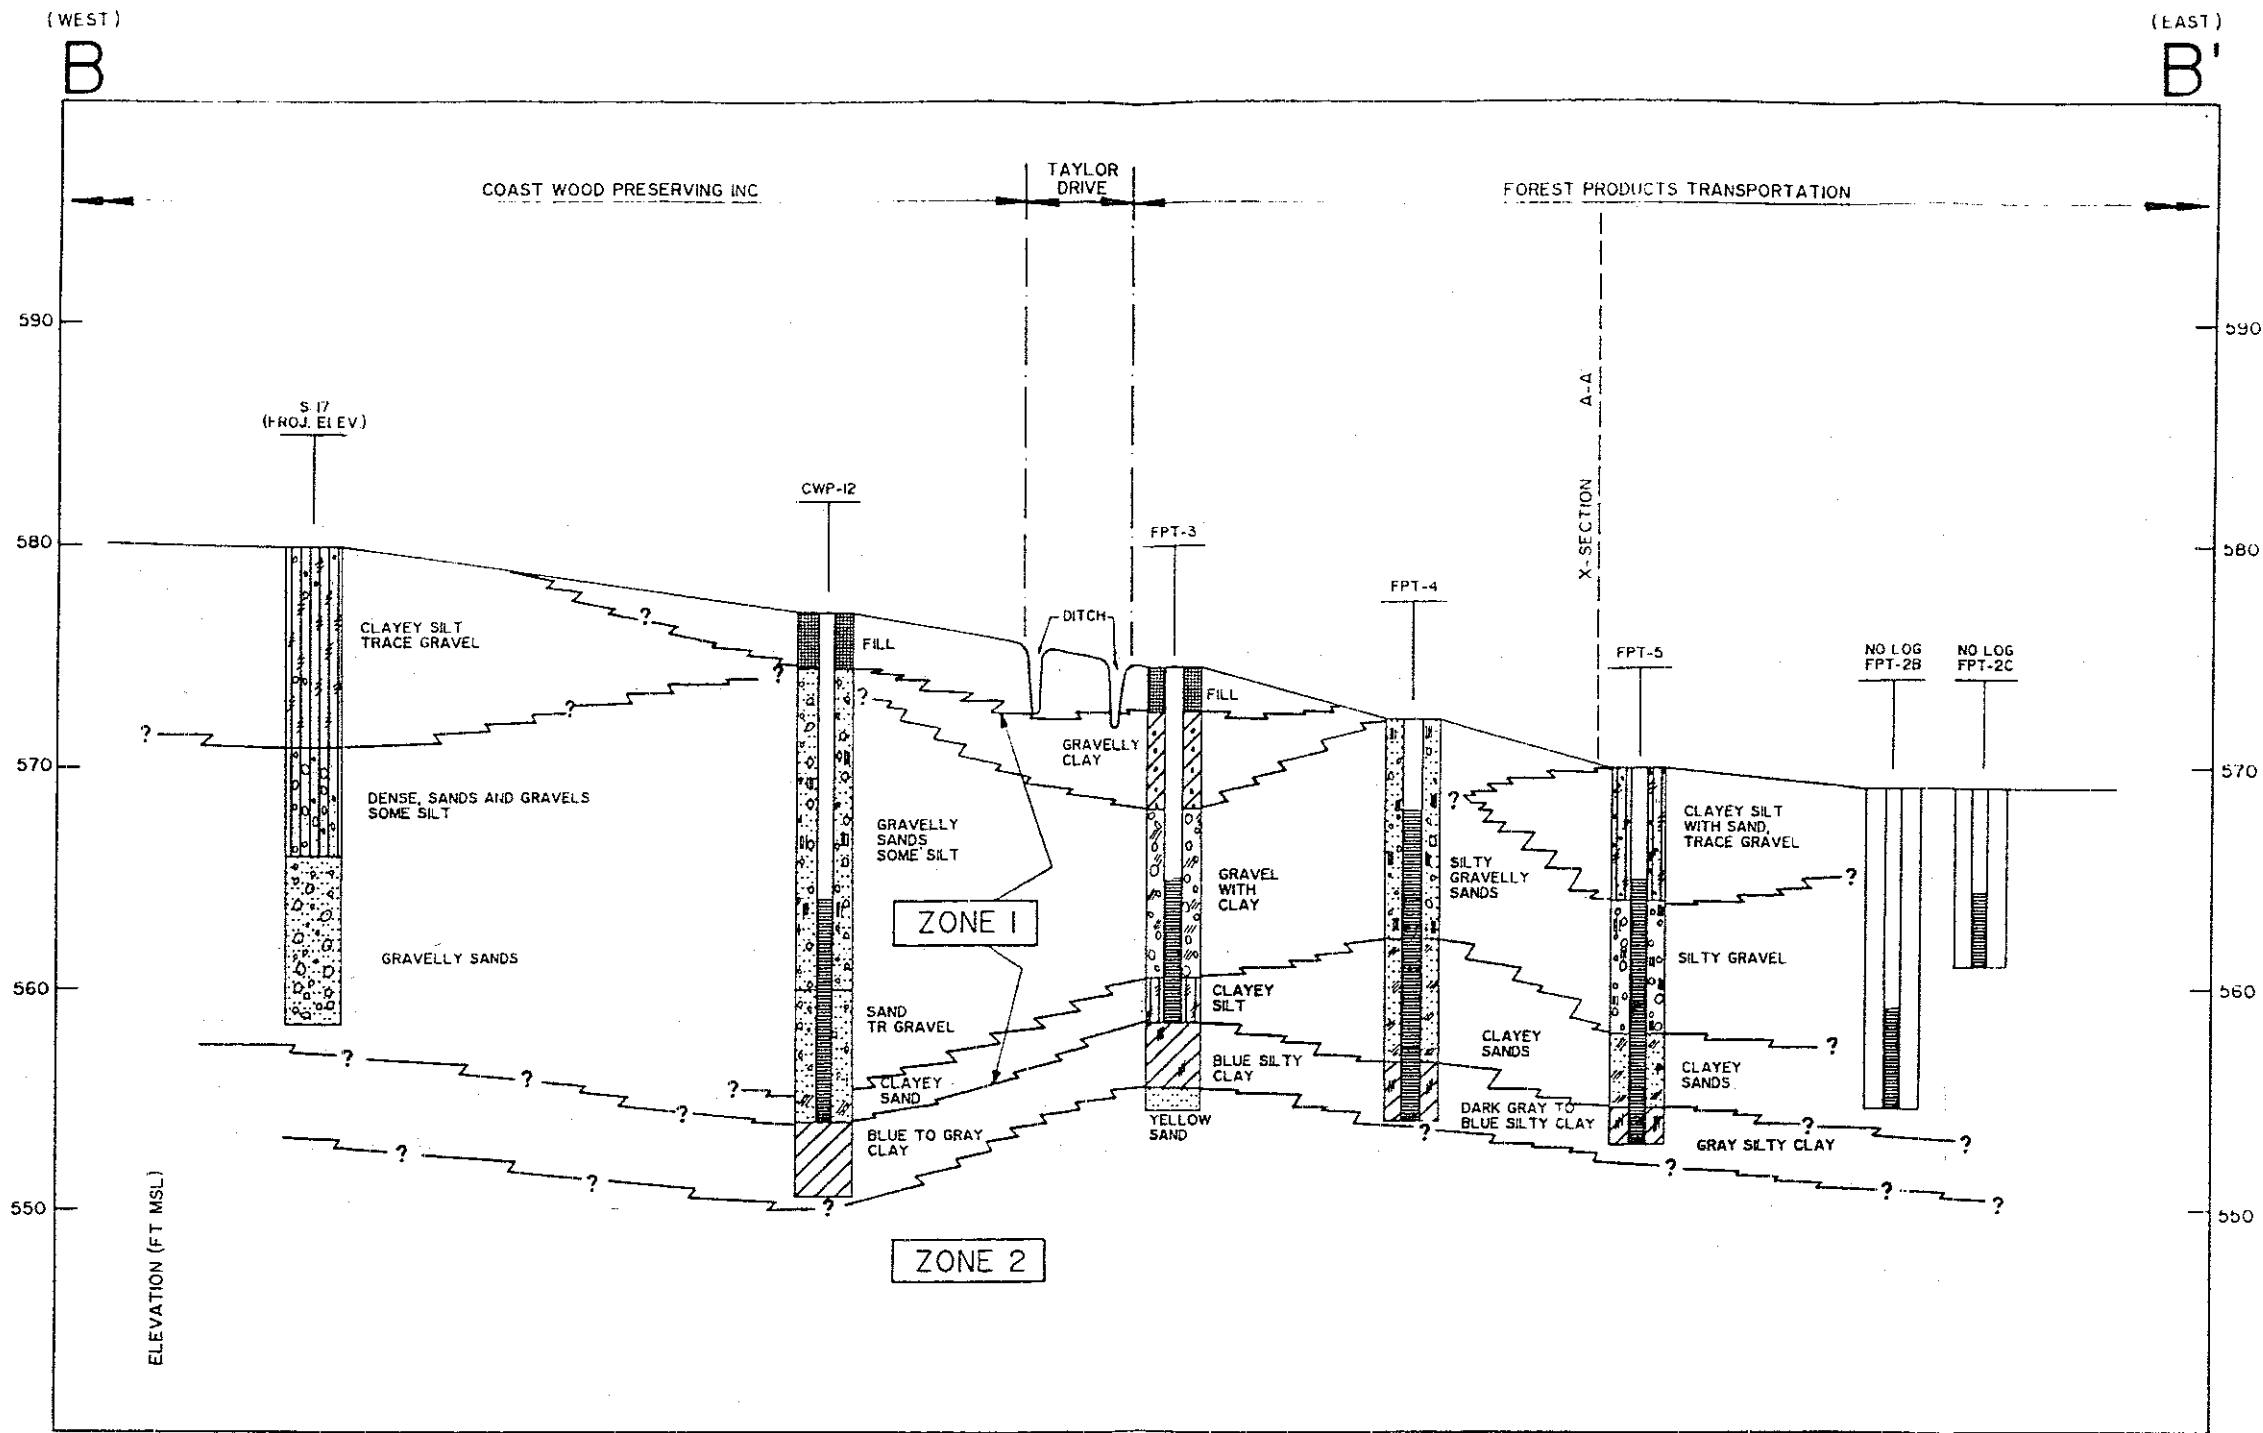 (WEST)
B
(EAST)
B'
TAYLOR
DRIVE
COAST WOOD PRESERVING INC
FOREST PRODUCTS TRANSPORTATION
590
590
X-SECTION A-A
S 17
(PROJ. ELEV.)
CWP-12
FPT-3
FPT-4
FPT-5
NO LOG
FPT-2B
NO LOG
FPT-2C
580
580
DITCH
CLAYEY SILT
TRACE GRAVEL
?
FILL
?
?
FILL
?
?
GRAVELLY
CLAY
570
570
DENSE, SANDS AND GRAVELS
SOME SILT
GRAVELLY
SANDS
SOME SILT
?
CLAYEY SILT
WITH SAND,
TRACE GRAVEL
?
GRAVEL
WITH
CLAY
SILTY
GRAVELLY
SANDS
ZONE 1
GRAVELLY SANDS
SILTY GRAVEL
560
560
SAND
TR GRAVEL
CLAYEY
SILT
CLAYEY
SANDS
?
?
?
?
?
CLAYEY
SAND
BLUE SILTY
CLAY
CLAYEY
SANDS
YELLOW
SAND
DARK GRAY TO
BLUE SILTY CLAY
?
?
?
GRAY SILTY CLAY
BLUE TO GRAY
CLAY
?
?
?
?
?
?
550
550
ZONE 2
ELEVATION (FT MSL)